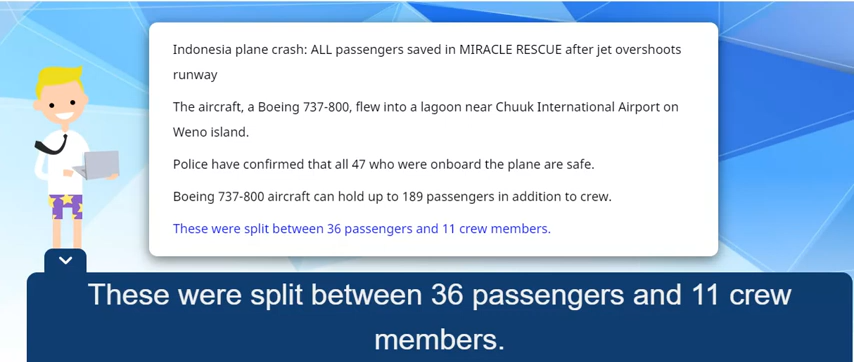 Indonesia plane crash: ALL passengers saved in MIRACLE RESCUE after jet overshoots
runway
The aircraft, a Boeing 737-800, flew into a lagoon near Chuuk International Airport on
Weno island.
Police have confirmed that all 47 who were onboard the plane are safe.
Boeing 737-800 aircraft can hold up to 189 passengers in addition to crew.
These were split between 36 passengers and 11 crew members.
These were split between 36 passengers and 11 crew
members.